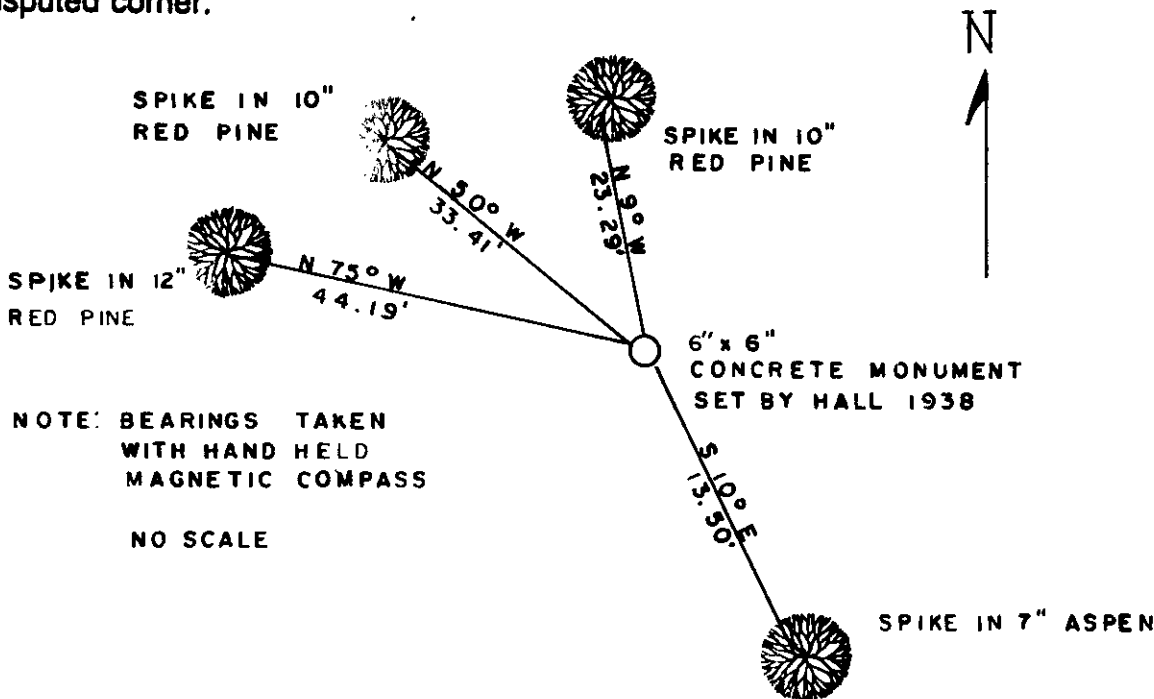 sputed corner.
N
SPIKE IN 10"
RED PINE
SPIKE IN 10"
RED PINE
N 50° W
33.41'
N 9° W
23.29'
SPIKE IN 12"
RED PINE
N 75° W
44.19'
6" x 6"
CONCRETE MONUMENT
SET BY HALL 1938
NOTE: BEARINGS TAKEN
WITH HAND HELD
MAGNETIC COMPASS
NO SCALE
S 10° E
13.50'
SPIKE IN 7" ASPEN